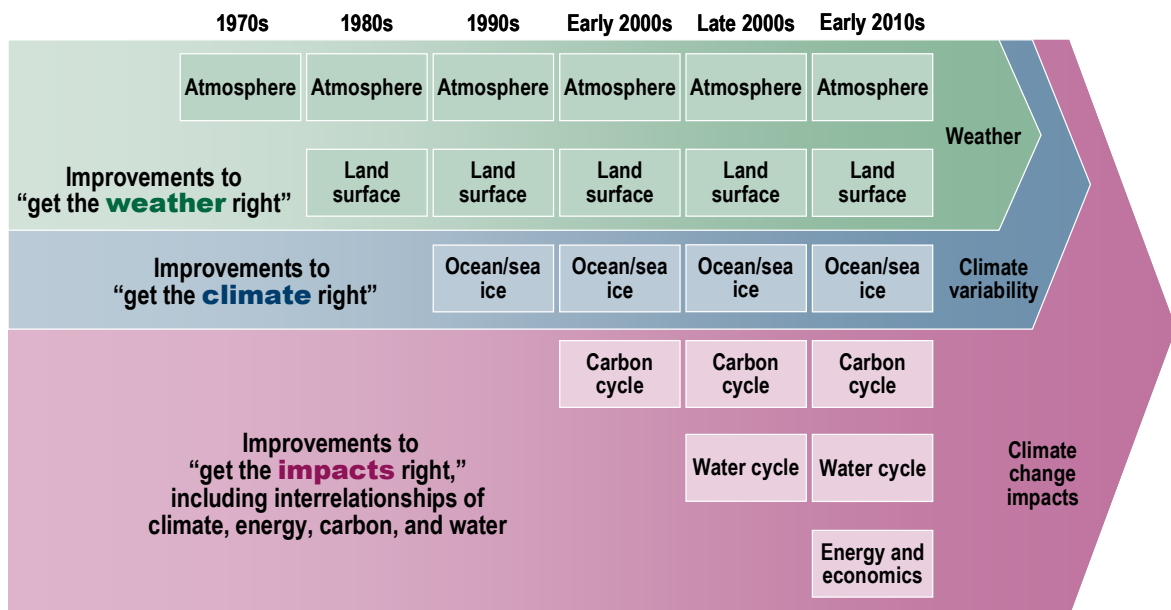 1970s 1980s 1990s Early 2000s Late 2000s Early 2010s
Atmosphere Atmosphere Atmosphere Atmosphere Atmosphere Atmosphere
Weather
Improvements to
“get the weather right”
Land surface Land surface Land surface Land surface Land surface
Improvements to
“get the climate right”
Ocean/sea ice Ocean/sea ice Ocean/sea ice Ocean/sea ice
Climate
variability
Carbon cycle Carbon cycle Carbon cycle
Improvements to
“get the impacts right,”
including interrelationships of
climate, energy, carbon, and water
Water cycle Water cycle
Climate
change
impacts
Energy and
economics